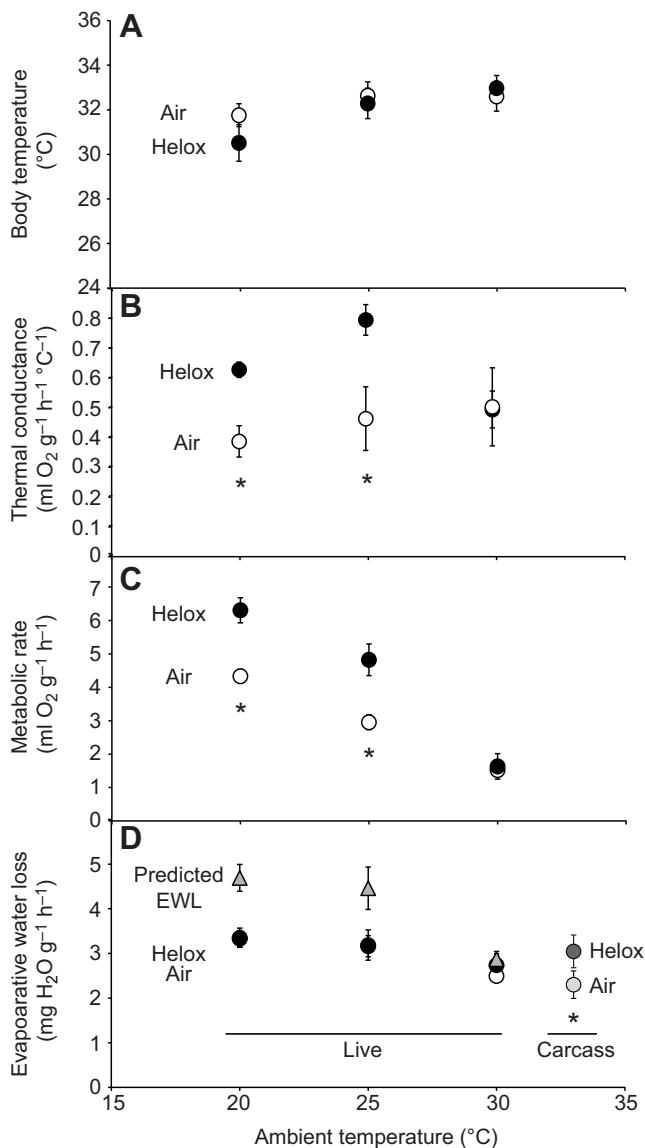 A
36
34
32
30
28
26
24
Body temperature
(°C)
Air
Helox
B
0.8
0.7
0.6
0.5
0.4
0.3
0.2
0.1
0
Thermal conductance
(ml O2 g–1 h–1 °C–1)
Helox
Air
*
*
C
7
6
5
4
3
2
1
0
Metabolic rate
(ml O2 g–1 h–1)
Helox
Air
*
*
D
5
4
3
2
1
0
Evapoarative water loss
(mg H2O g–1 h–1)
Predicted
EWL
Helox
Air
Helox
Air
*
Live
Carcass
15
20
25
30
35
Ambient temperature (°C)